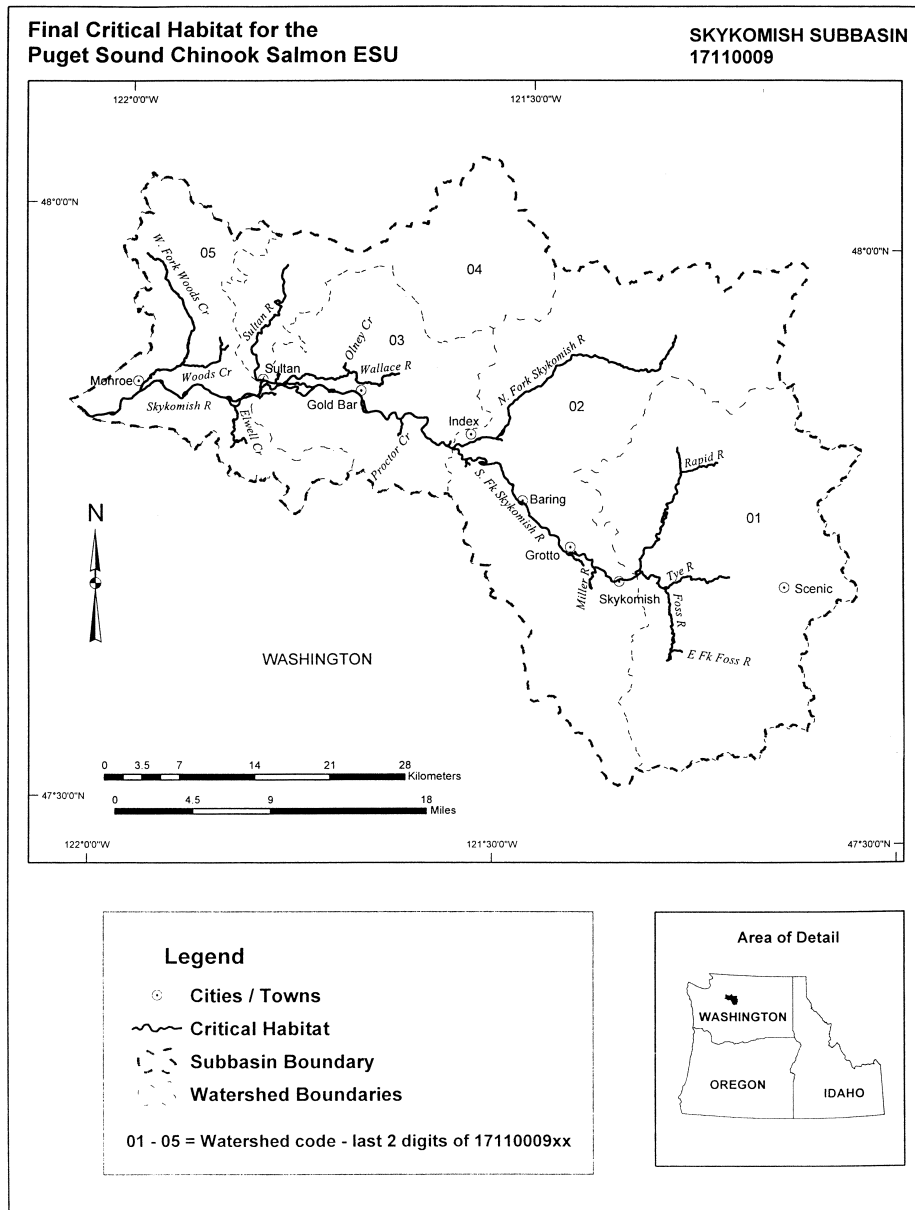 Final Critical Habitat for the
Puget Sound Chinook Salmon ESU
SKYKOMISH SUBBASIN
17110009
122°0'0"W
121°30'0"W
48°0'0"N
48°0'0"N
W. Fork Woods Cr
05
04
Sultan R
03
Olney Cr
Wallace R
N. Fork Skykomish R
Monroe
Woods Cr
Sultan
Skykomish R
Gold Bar
02
Elwell Cr
Index
Proctor Cr
Rapid R
S. Fk Skykomish R
Baring
01
N
Grotto
Miller R
Tye R
Skykomish
Foss R
Scenic
E Fk Foss R
WASHINGTON
0 3.5 7 14 21 28
Kilometers
0 4.5 9 18
Miles
47°30'0"N
47°30'0"N
122°0'0"W
121°30'0"W
Legend
Cities / Towns
Critical Habitat
Subbasin Boundary
Watershed Boundaries
01 - 05 = Watershed code - last 2 digits of 17110009xx
Area of Detail
WASHINGTON
OREGON
IDAHO